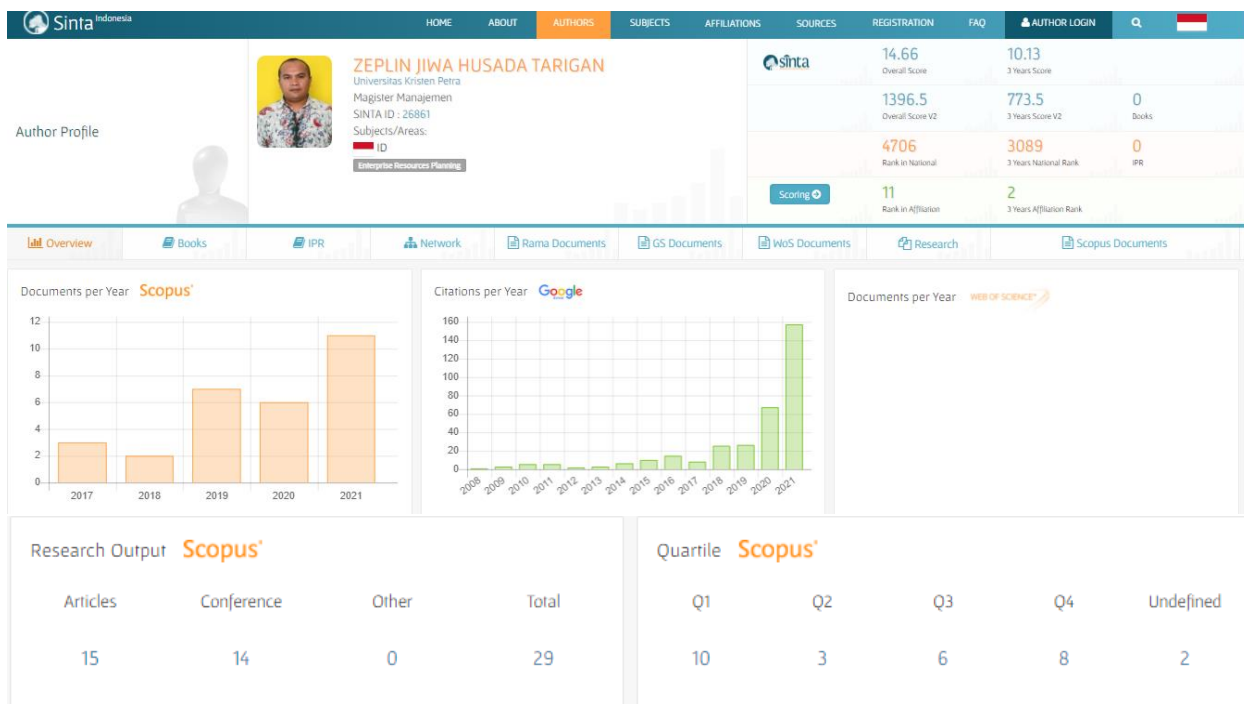 Sinta Indonesia
HOME ABOUT AUTHORS SUBJECTS AFFILIATIONS SOURCES REGISTRATION FAQ AUTHOR LOGIN
Author Profile
ZEPLIN JIWA HUSADA TARIGAN
Universitas Kristen Petra
Magister Manajemen
SINTA ID : 26861
Subjects/Areas:
ID
Enterprise Resources Planning
sinta
14.66 10.13
Overall Score 3 Years Score
1396.5 773.5 0
Overall Score V2 3 Years Score V2 Books
4706 3089 0
Rank in National 3 Years National Rank IPR
Scoring
11 2
Rank in Affiliation 3 Years Affiliation Rank
Overview Books IPR Network Rama Documents GS Documents WoS Documents Research Scopus Documents
Documents per Year Scopus
12
10
8
6
4
2
0
2017 2018 2019 2020 2021
Citations per Year Google
160
140
120
100
80
60
40
20
0
2008 2009 2010 2011 2012 2013 2014 2015 2016 2017 2018 2019 2020 2021
Documents per Year WEB OF SCIENCE
Research Output Scopus
Articles Conference Other Total
15 14 0 29
Quartile Scopus
Q1 Q2 Q3 Q4 Undefined
10 3 6 8 2